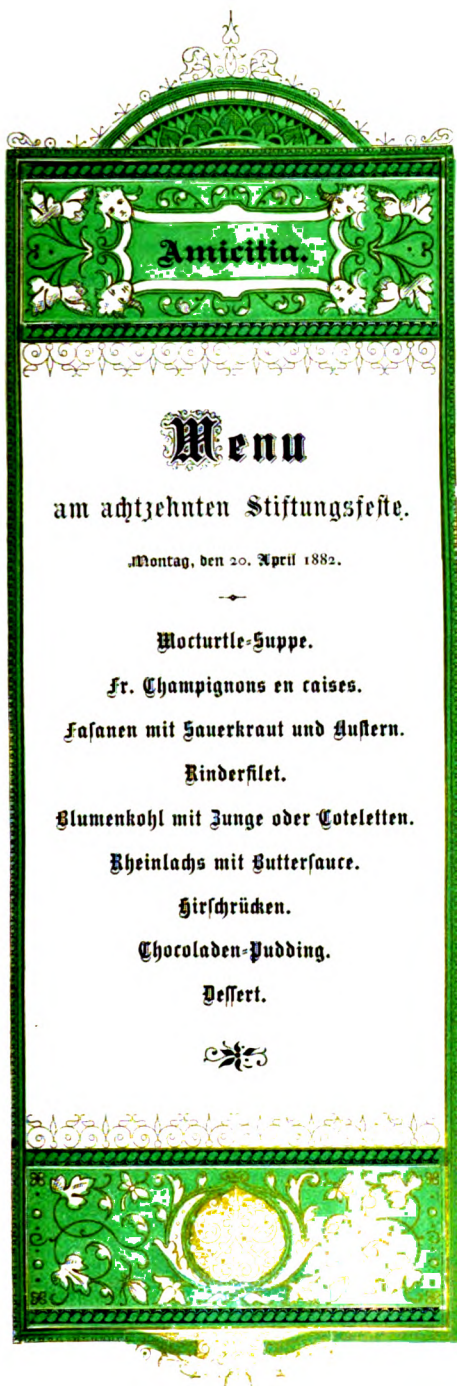 Amicitia.
Menu
am achtzehnten Stiftungsfeste.
Montag, den 20. April 1882.
Mocturtle-Suppe.
Fr. Champignons en caises.
Fasanen mit Sauerkraut und Austern.
Rinderfilet.
Blumenkohl mit Zunge oder Coteletten.
Rheinlachs mit Buttersauce.
Hirschrücken.
Chocoladen-Pudding.
Dessert.